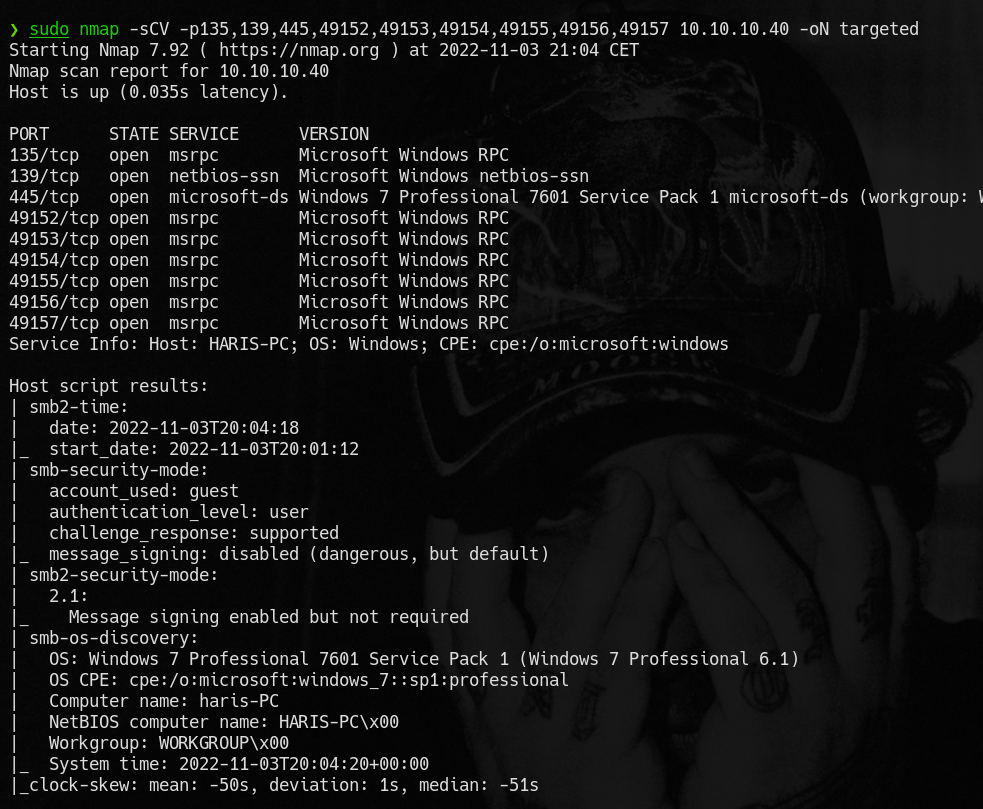 ❯ sudo nmap -sCV -p135,139,445,49152,49153,49154,49155,49156,49157 10.10.10.40 -oN targeted
Starting Nmap 7.92 ( https://nmap.org ) at 2022-11-03 21:04 CET
Nmap scan report for 10.10.10.40
Host is up (0.035s latency).

PORT      STATE SERVICE      VERSION
135/tcp   open  msrpc        Microsoft Windows RPC
139/tcp   open  netbios-ssn  Microsoft Windows netbios-ssn
445/tcp   open  microsoft-ds Windows 7 Professional 7601 Service Pack 1 microsoft-ds (workgroup:
49152/tcp open  msrpc        Microsoft Windows RPC
49153/tcp open  msrpc        Microsoft Windows RPC
49154/tcp open  msrpc        Microsoft Windows RPC
49155/tcp open  msrpc        Microsoft Windows RPC
49156/tcp open  msrpc        Microsoft Windows RPC
49157/tcp open  msrpc        Microsoft Windows RPC
Service Info: Host: HARIS-PC; OS: Windows; CPE: cpe:/o:microsoft:windows

Host script results:
| smb2-time:
|   date: 2022-11-03T20:04:18
|_  start_date: 2022-11-03T20:01:12
| smb-security-mode:
|   account_used: guest
|   authentication_level: user
|   challenge_response: supported
|_  message_signing: disabled (dangerous, but default)
| smb2-security-mode:
|   2.1:
|_    Message signing enabled but not required
| smb-os-discovery:
|   OS: Windows 7 Professional 7601 Service Pack 1 (Windows 7 Professional 6.1)
|   OS CPE: cpe:/o:microsoft:windows_7::sp1:professional
|   Computer name: haris-PC
|   NetBIOS computer name: HARIS-PC\x00
|   Workgroup: WORKGROUP\x00
|_  System time: 2022-11-03T20:04:20+00:00
|_clock-skew: mean: -50s, deviation: 1s, median: -51s